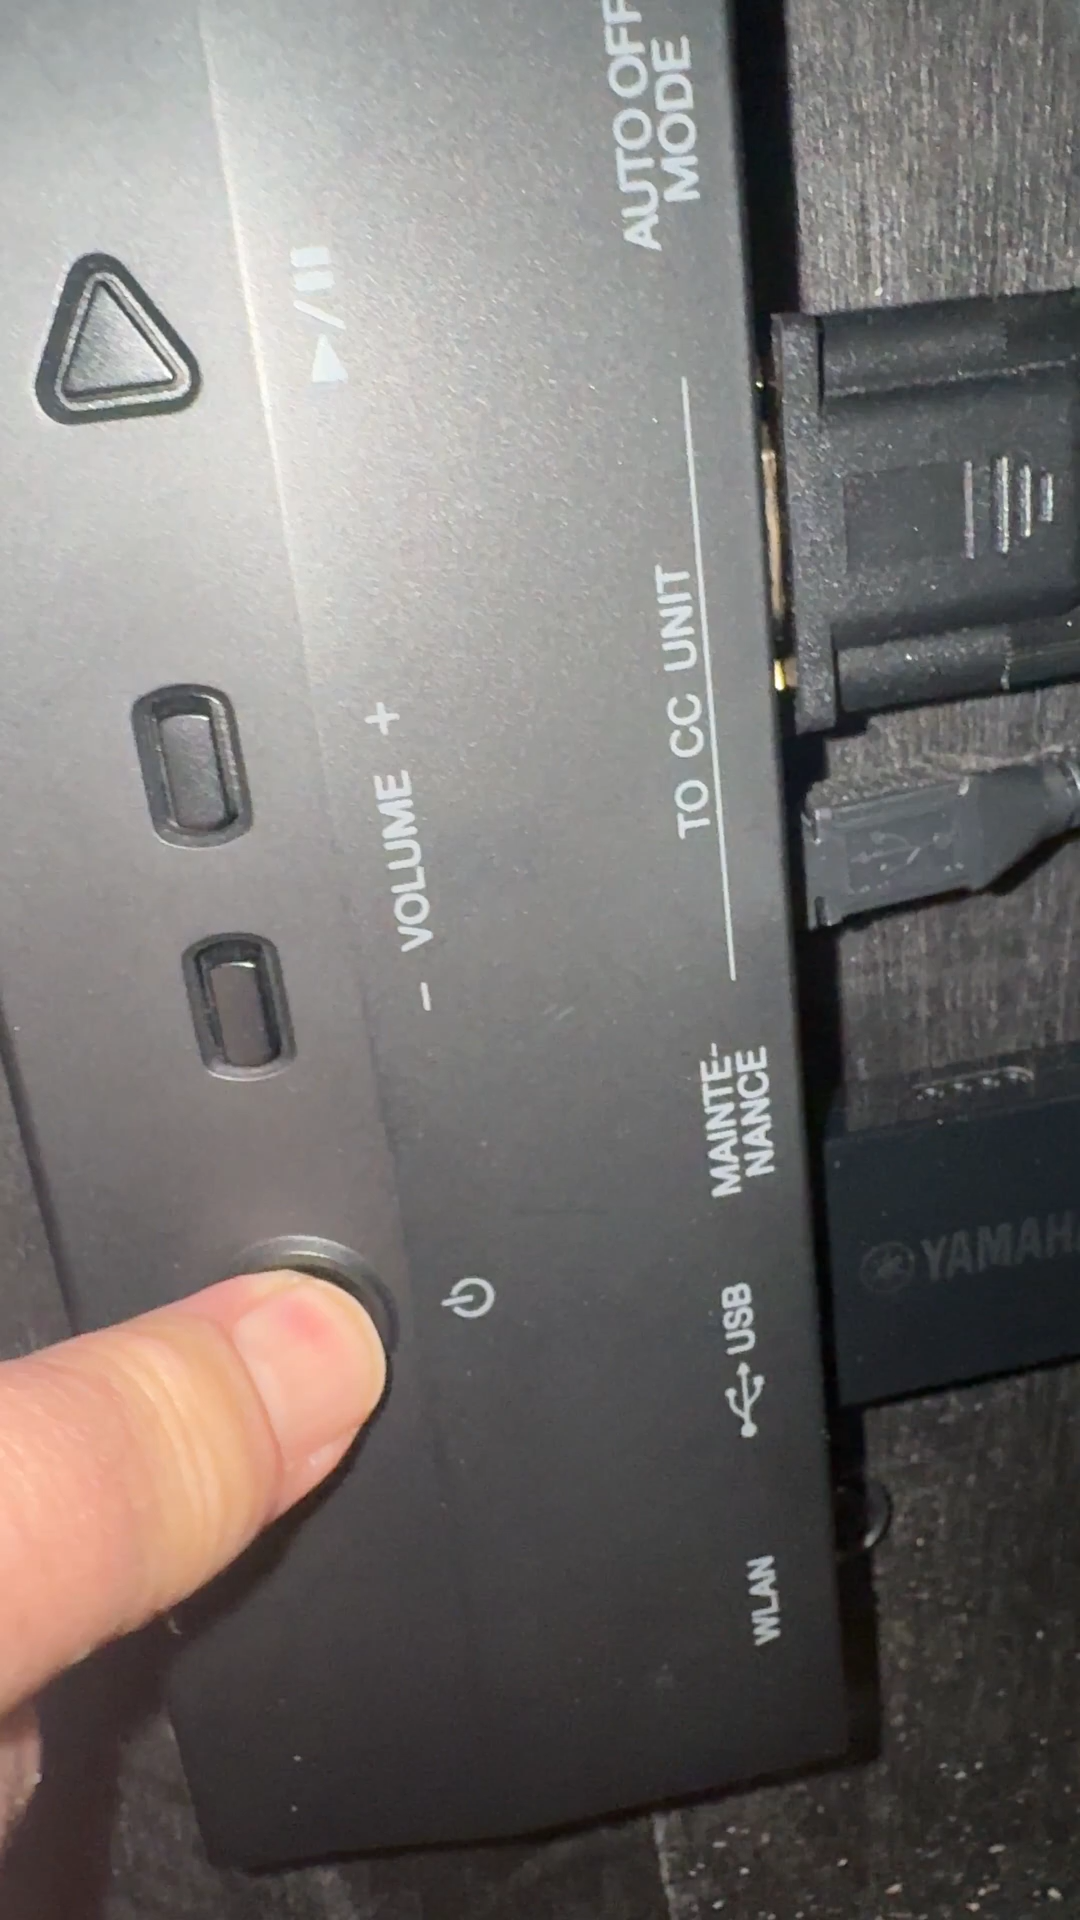 AUTO OFF
MODE
►/II
TO CC UNIT
− VOLUME +
MAINTE-
NANCE
YAMAHA
USB
WLAN